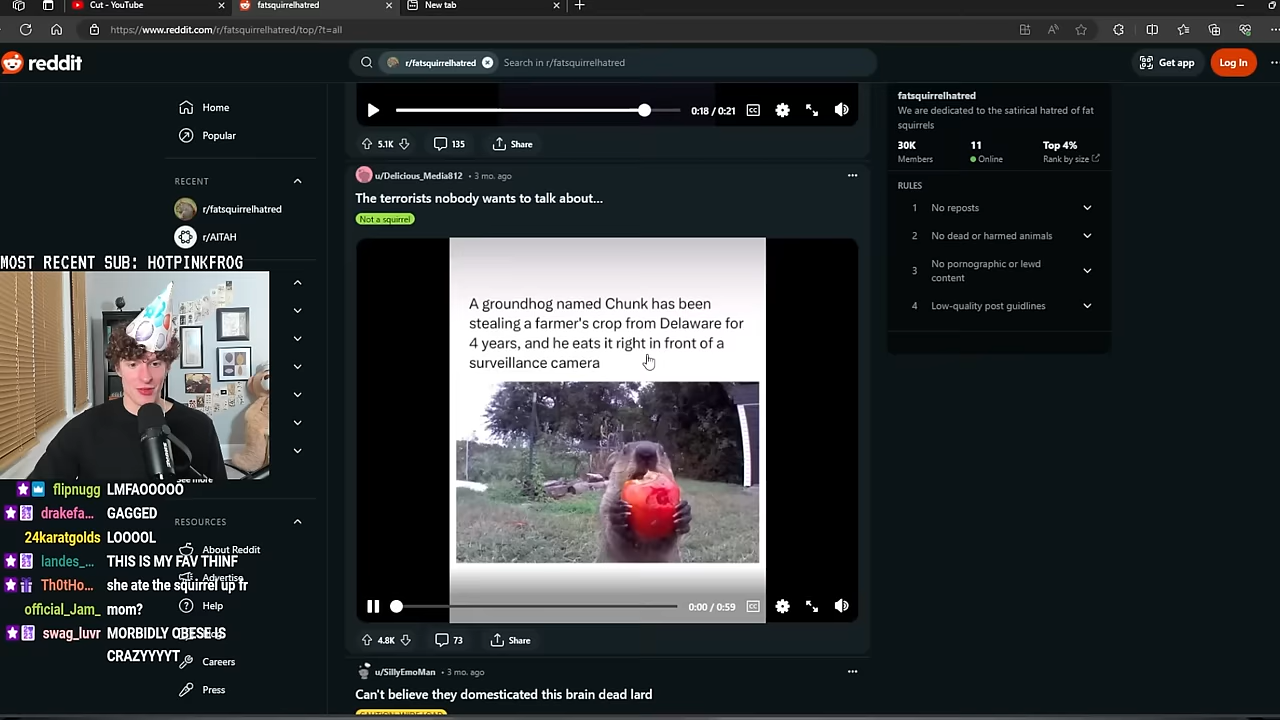 Cut - YouTube
fatsquirrelhatred
New tab
https://www.reddit.com/r/fatsquirrelhatred/top/?t=all
reddit
r/fatsquirrelhatred
Search in r/fatsquirrelhatred
Get app
Log In
Home
Popular
RECENT
r/fatsquirrelhatred
r/AITAH
MOST RECENT SUB: HOTPINKFROG
flipnugg LMFAOOOOO
drakefa... GAGGED
24karatgolds LOOOOL
landes_... THIS IS MY FAV THINF
Th0tHo... she ate the squirrel up fr
official_Jam_ mom?
swag_luvr MORBIDLY OBESE IS
CRAZYYYYT
RESOURCES
About Reddit
Advertise
Help
Careers
Press
0:18 / 0:21
5.1K
135
Share
u/Delicious_Media812 • 3 mo. ago
The terrorists nobody wants to talk about...
Not a squirrel
A groundhog named Chunk has been
stealing a farmer's crop from Delaware for
4 years, and he eats it right in front of a
surveillance camera
0:00 / 0:59
4.8K
73
Share
u/SillyEmoMan • 3 mo. ago
Can't believe they domesticated this brain dead lard
fatsquirrelhatred
We are dedicated to the satirical hatred of fat
squirrels
30K
11
Top 4%
Members
Online
Rank by size
RULES
1 No reposts
2 No dead or harmed animals
3 No pornographic or lewd
content
4 Low-quality post guidlines